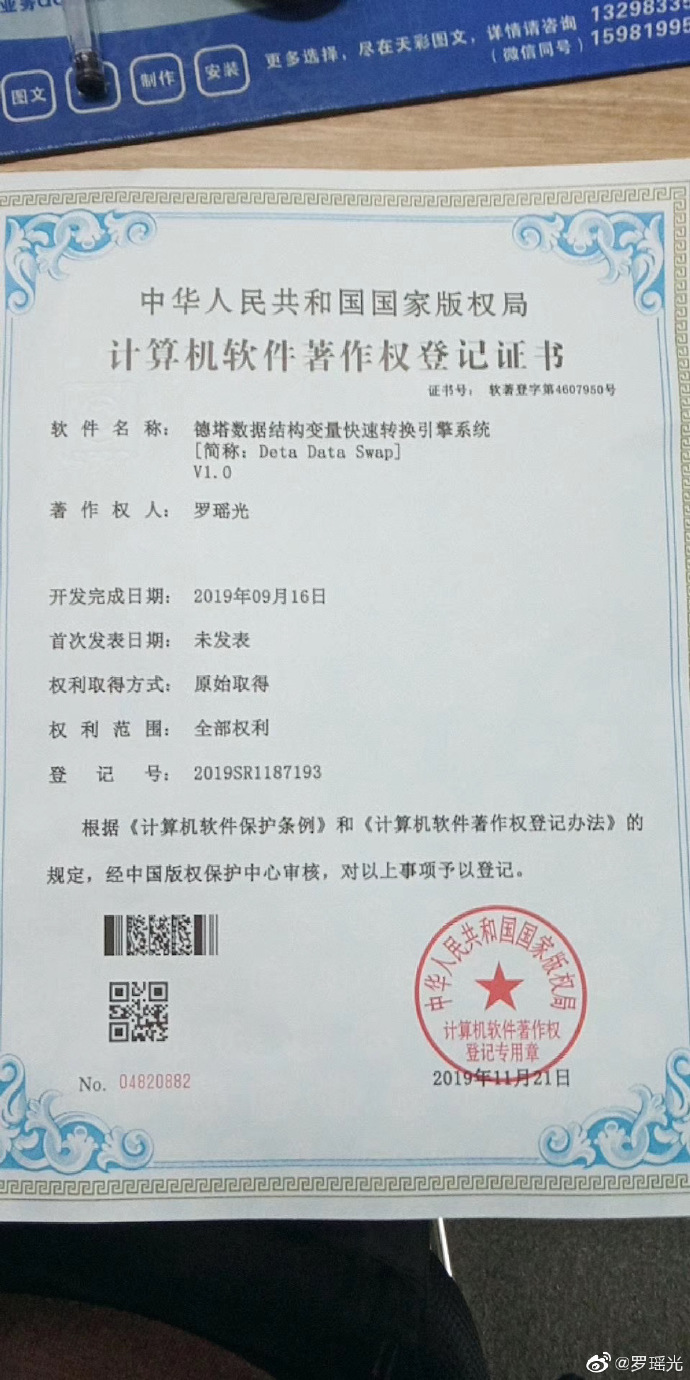 图文
制作
安装
更多选择，尽在天彩图文，详情请咨询
（微信同号）
13298335
15981995
中华人民共和国国家版权局
计算机软件著作权登记证书
证书号： 软著登字第4607950号
软件名称： 德塔数据结构变量快速转换引擎系统
[简称：Deta Data Swap]
V1.0
著作权人： 罗瑶光
开发完成日期： 2019年09月16日
首次发表日期： 未发表
权利取得方式： 原始取得
权利范围： 全部权利
登记号： 2019SR1187193
根据《计算机软件保护条例》和《计算机软件著作权登记办法》的
规定，经中国版权保护中心审核，对以上事项予以登记。
中华人民共和国国家版权局
计算机软件著作权
登记专用章
No. 04820882
2019年11月21日
@罗瑶光